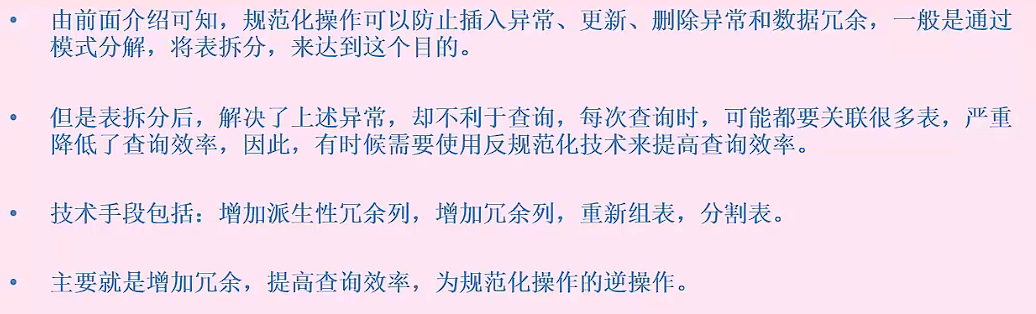 • 由前面介绍可知，规范化操作可以防止插入异常、更新、删除异常和数据冗余，一般是通过
模式分解，将表拆分，来达到这个目的。
• 但是表拆分后，解决了上述异常，却不利于查询，每次查询时，可能都要关联很多表，严重
降低了查询效率，因此，有时候需要使用反规范化技术来提高查询效率。
• 技术手段包括：增加派生性冗余列，增加冗余列，重新组表，分割表。
• 主要就是增加冗余，提高查询效率，为规范化操作的逆操作。